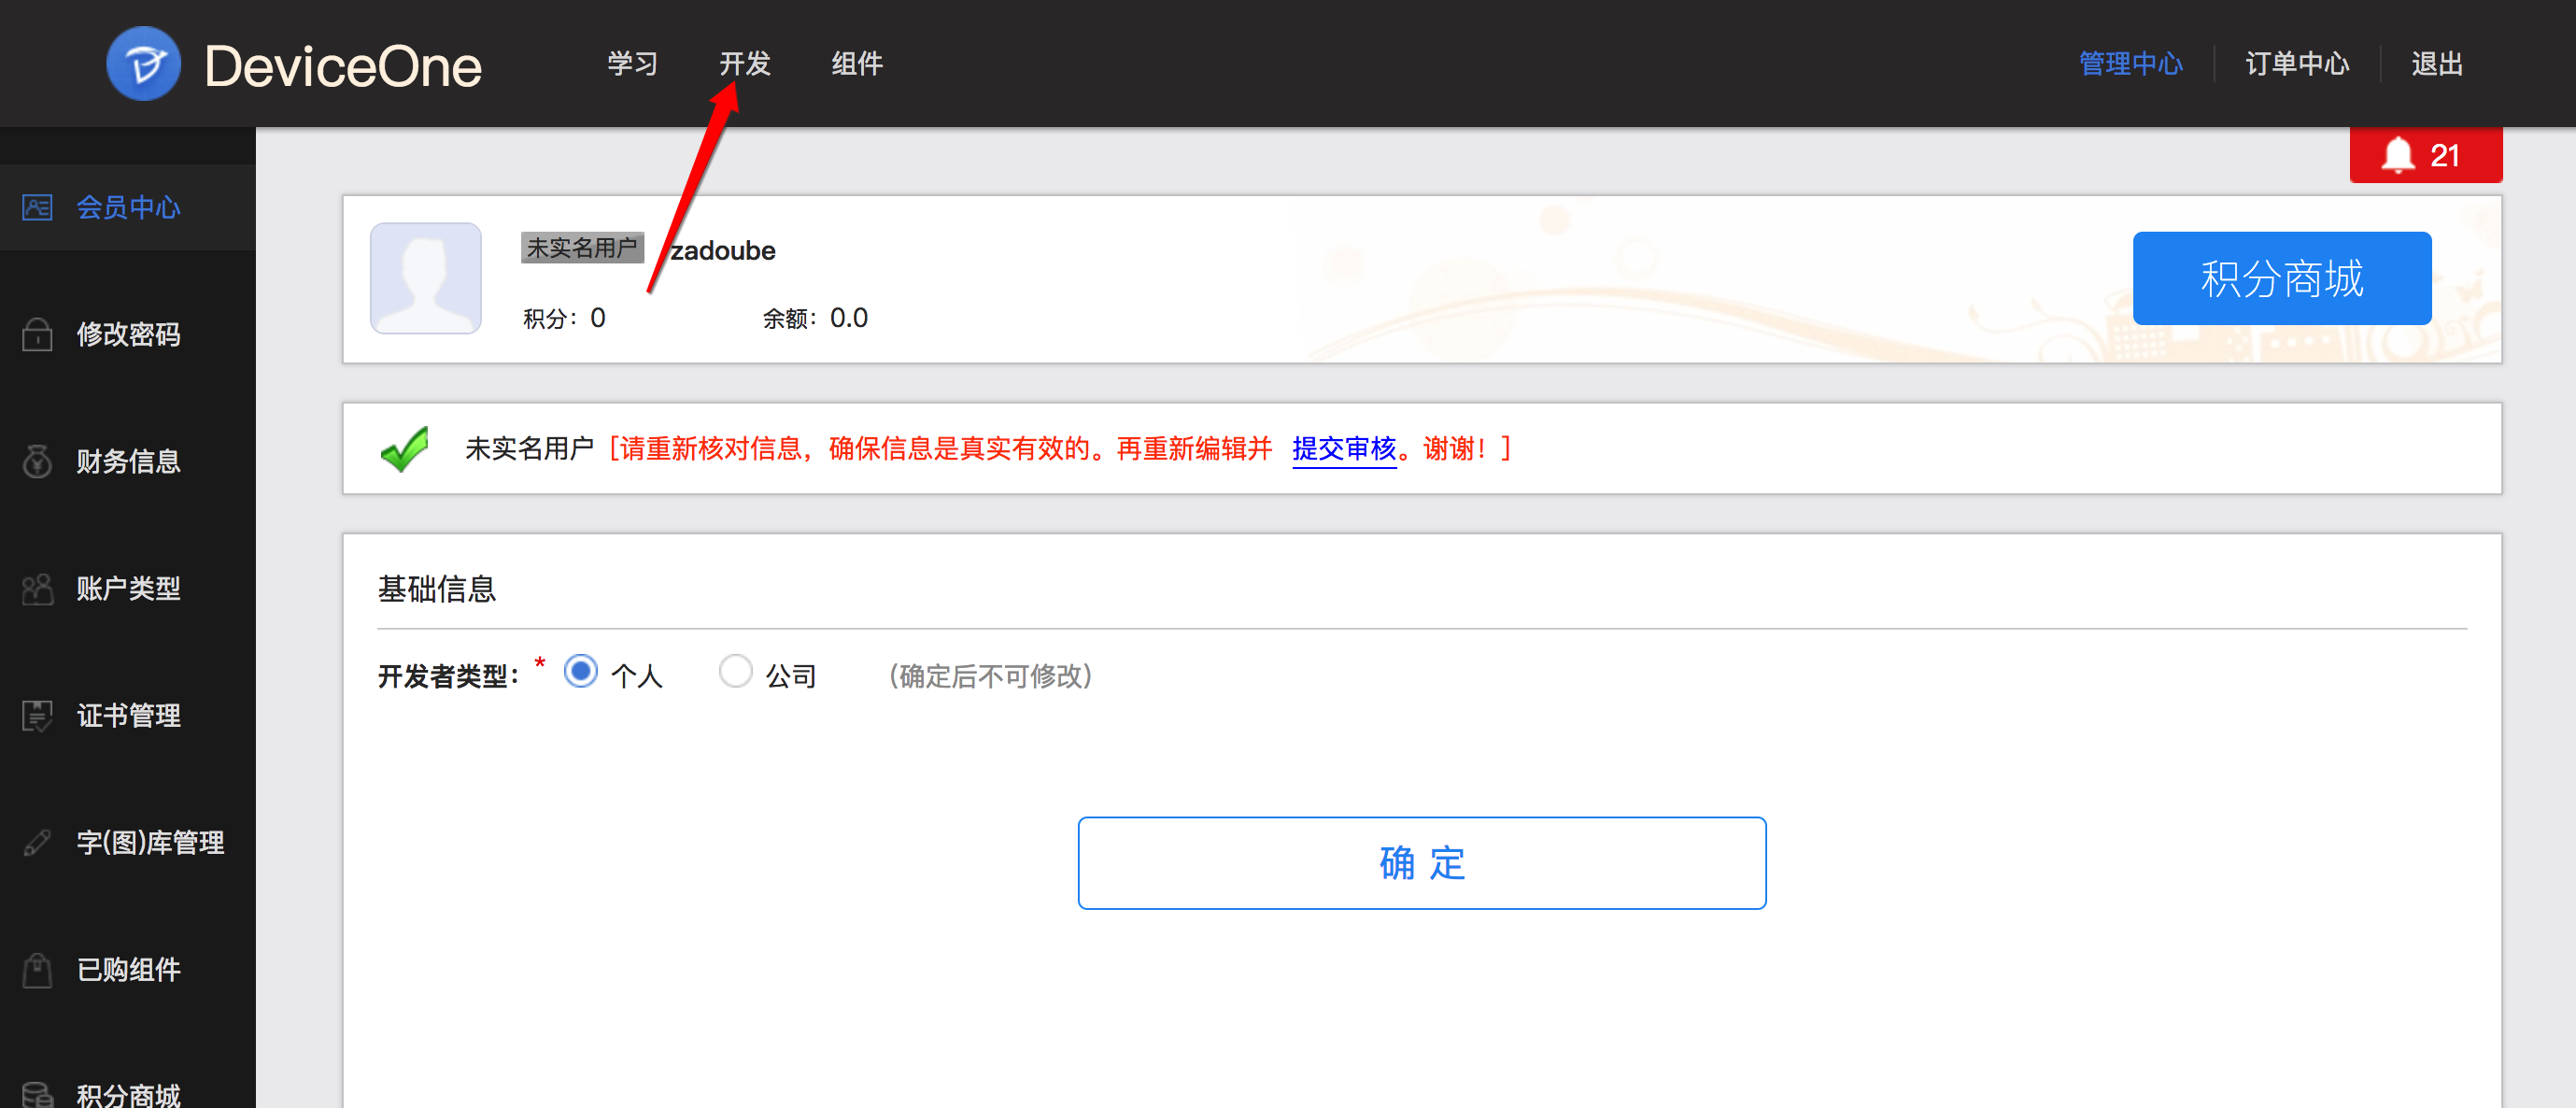 DeviceOne 学习 开发 组件 管理中心 订单中心 退出
21
会员中心
修改密码
财务信息
账户类型
证书管理
字(图)库管理
已购组件
积分商城
未实名用户 zadoube
积分：0 余额：0.0
积分商城
未实名用户 [请重新核对信息，确保信息是真实有效的。再重新编辑并 提交审核。谢谢！]
基础信息
开发者类型：* 个人 公司 (确定后不可修改)
确 定